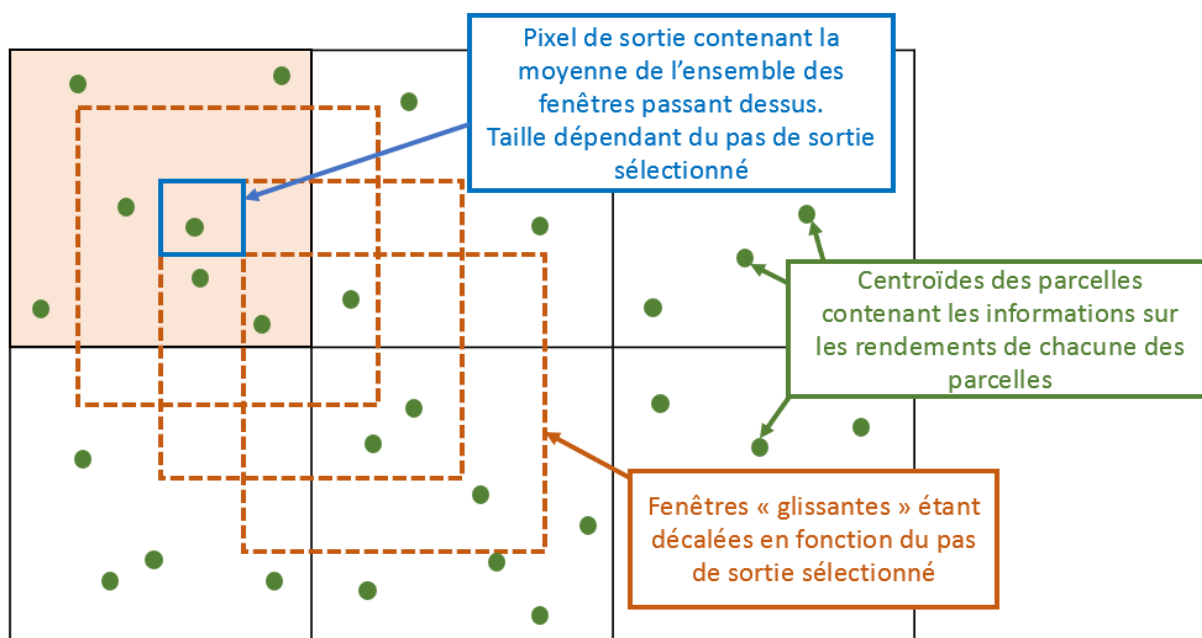 Pixel de sortie contenant la
moyenne de l’ensemble des
fenêtres passant dessus.
Taille dépendant du pas de sortie
sélectionné
Centroïdes des parcelles
contenant les informations sur
les rendements de chacune des
parcelles
Fenêtres « glissantes » étant
décalées en fonction du pas
de sortie sélectionné